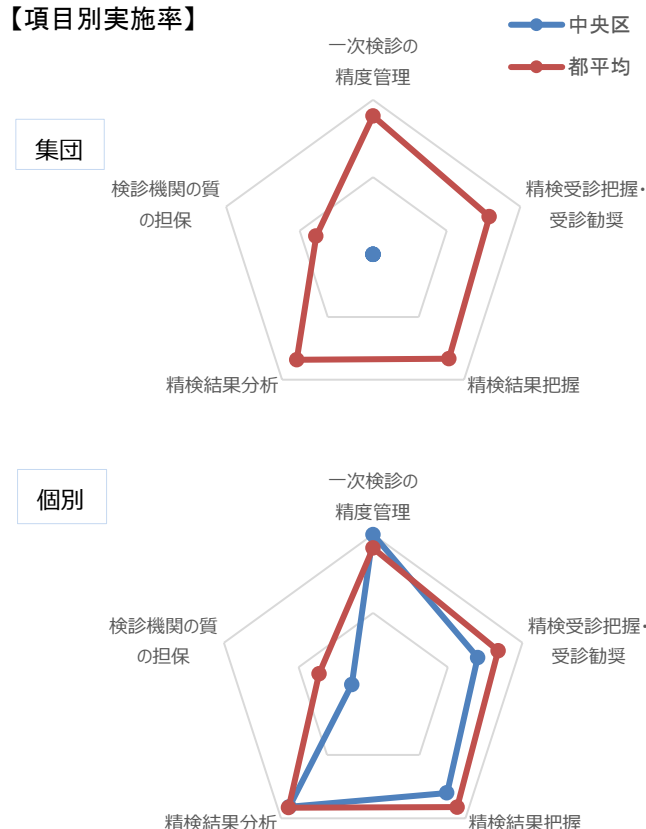 【項目別実施率】
中央区
都平均
集団
一次検診の
精度管理
精検受診把握・
受診勧奨
精検結果把握
精検結果分析
検診機関の質
の担保
個別
一次検診の
精度管理
精検受診把握・
受診勧奨
精検結果把握
精検結果分析
検診機関の質
の担保